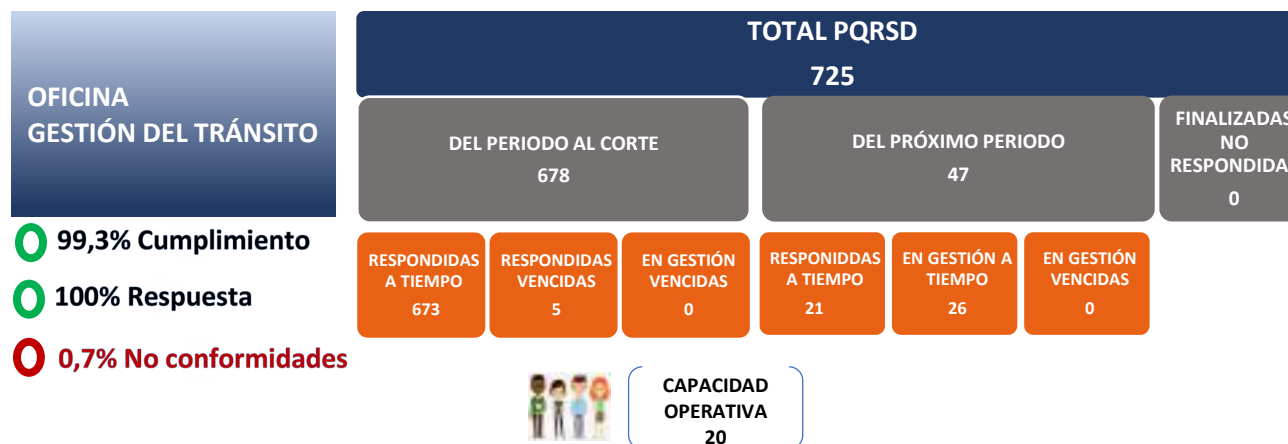 OFICINA
GESTIÓN DEL TRÁNSITO
99,3% Cumplimiento
100% Respuesta
0,7% No conformidades
TOTAL PQRSD
725
DEL PERIODO AL CORTE
678
DEL PRÓXIMO PERIODO
47
FINALIZADAS
NO
RESPONDIDA
0
RESPONDIDAS
A TIEMPO
673
RESPONDIDAS
VENCIDAS
5
EN GESTIÓN
VENCIDAS
0
RESPONIDDAS
A TIEMPO
21
EN GESTIÓN A
TIEMPO
26
EN GESTIÓN
VENCIDAS
0
CAPACIDAD
OPERATIVA
20